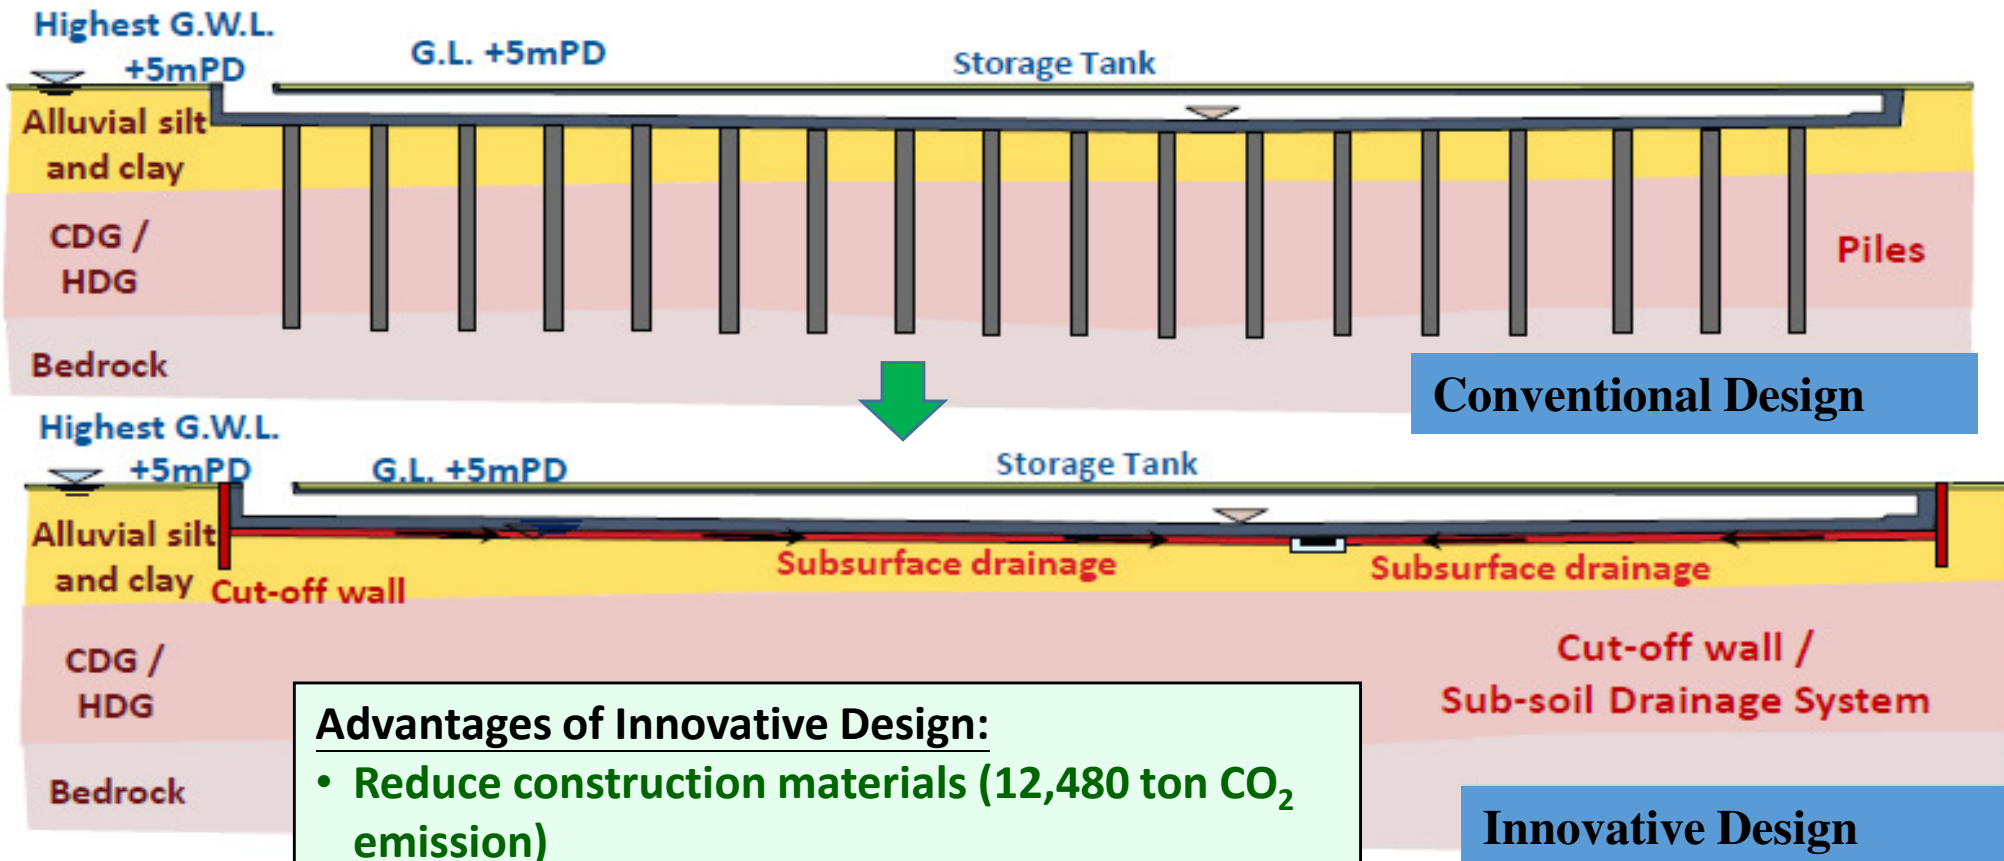 Highest G.W.L.
+5mPD
G.L. +5mPD
Storage Tank
Alluvial silt
and clay
CDG /
HDG
Piles
Bedrock
Conventional Design
Highest G.W.L.
+5mPD
G.L. +5mPD
Storage Tank
Alluvial silt
and clay
Cut-off wall
Subsurface drainage
Subsurface drainage
CDG /
HDG
Cut-off wall /
Sub-soil Drainage System
Bedrock
Advantages of Innovative Design:
• Reduce construction materials (12,480 ton CO₂
emission)
Innovative Design